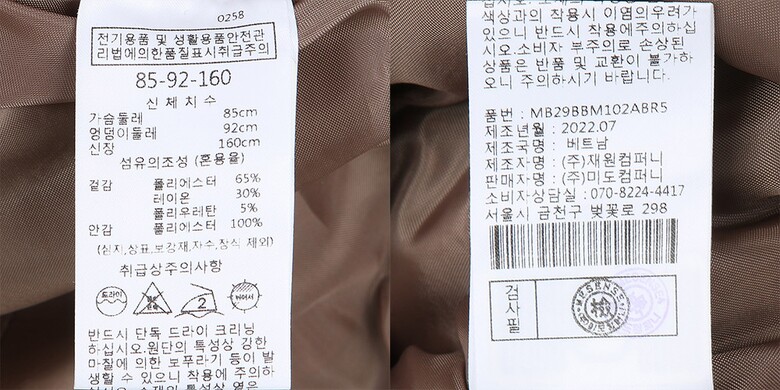 0258
전기용품 및 생활용품안전관
리법에의한품질표시취급주의
85-92-160
신체치수
가슴둘레 85cm
엉덩이둘레 92cm
신장 160cm
섬유의조성 (혼용율)
겉감 폴리에스터 65%
레이온 30%
폴리우레탄 5%
안감 폴리에스터 100%
(심지,상표,보강재,자수,장식 제외)
취급상주의사항
드라이
2
반드시 단독 드라이 크리닝
하십시오.원단의 특성상 강한
마찰에 의한 보푸라기 등이 발
생할 수 있으니 착용에 주의하
색상과의 착용시 이염의우려가
있으니 반드시 착용에주의하십
시오.소비자 부주의로 손상된
상품은 반품 및 교환이 불가하
오니 주의하시기 바랍니다.
품번 : MB29BBM102ABR5
제조년월 : 2022.07
제조국명 : 베트남
제조자명 : (주)재원컴퍼니
판매자명 : (주)미도컴퍼니
소비자상담실 : 070-8224-4417
서울시 금천구 벚꽃로 298
검사필
檢